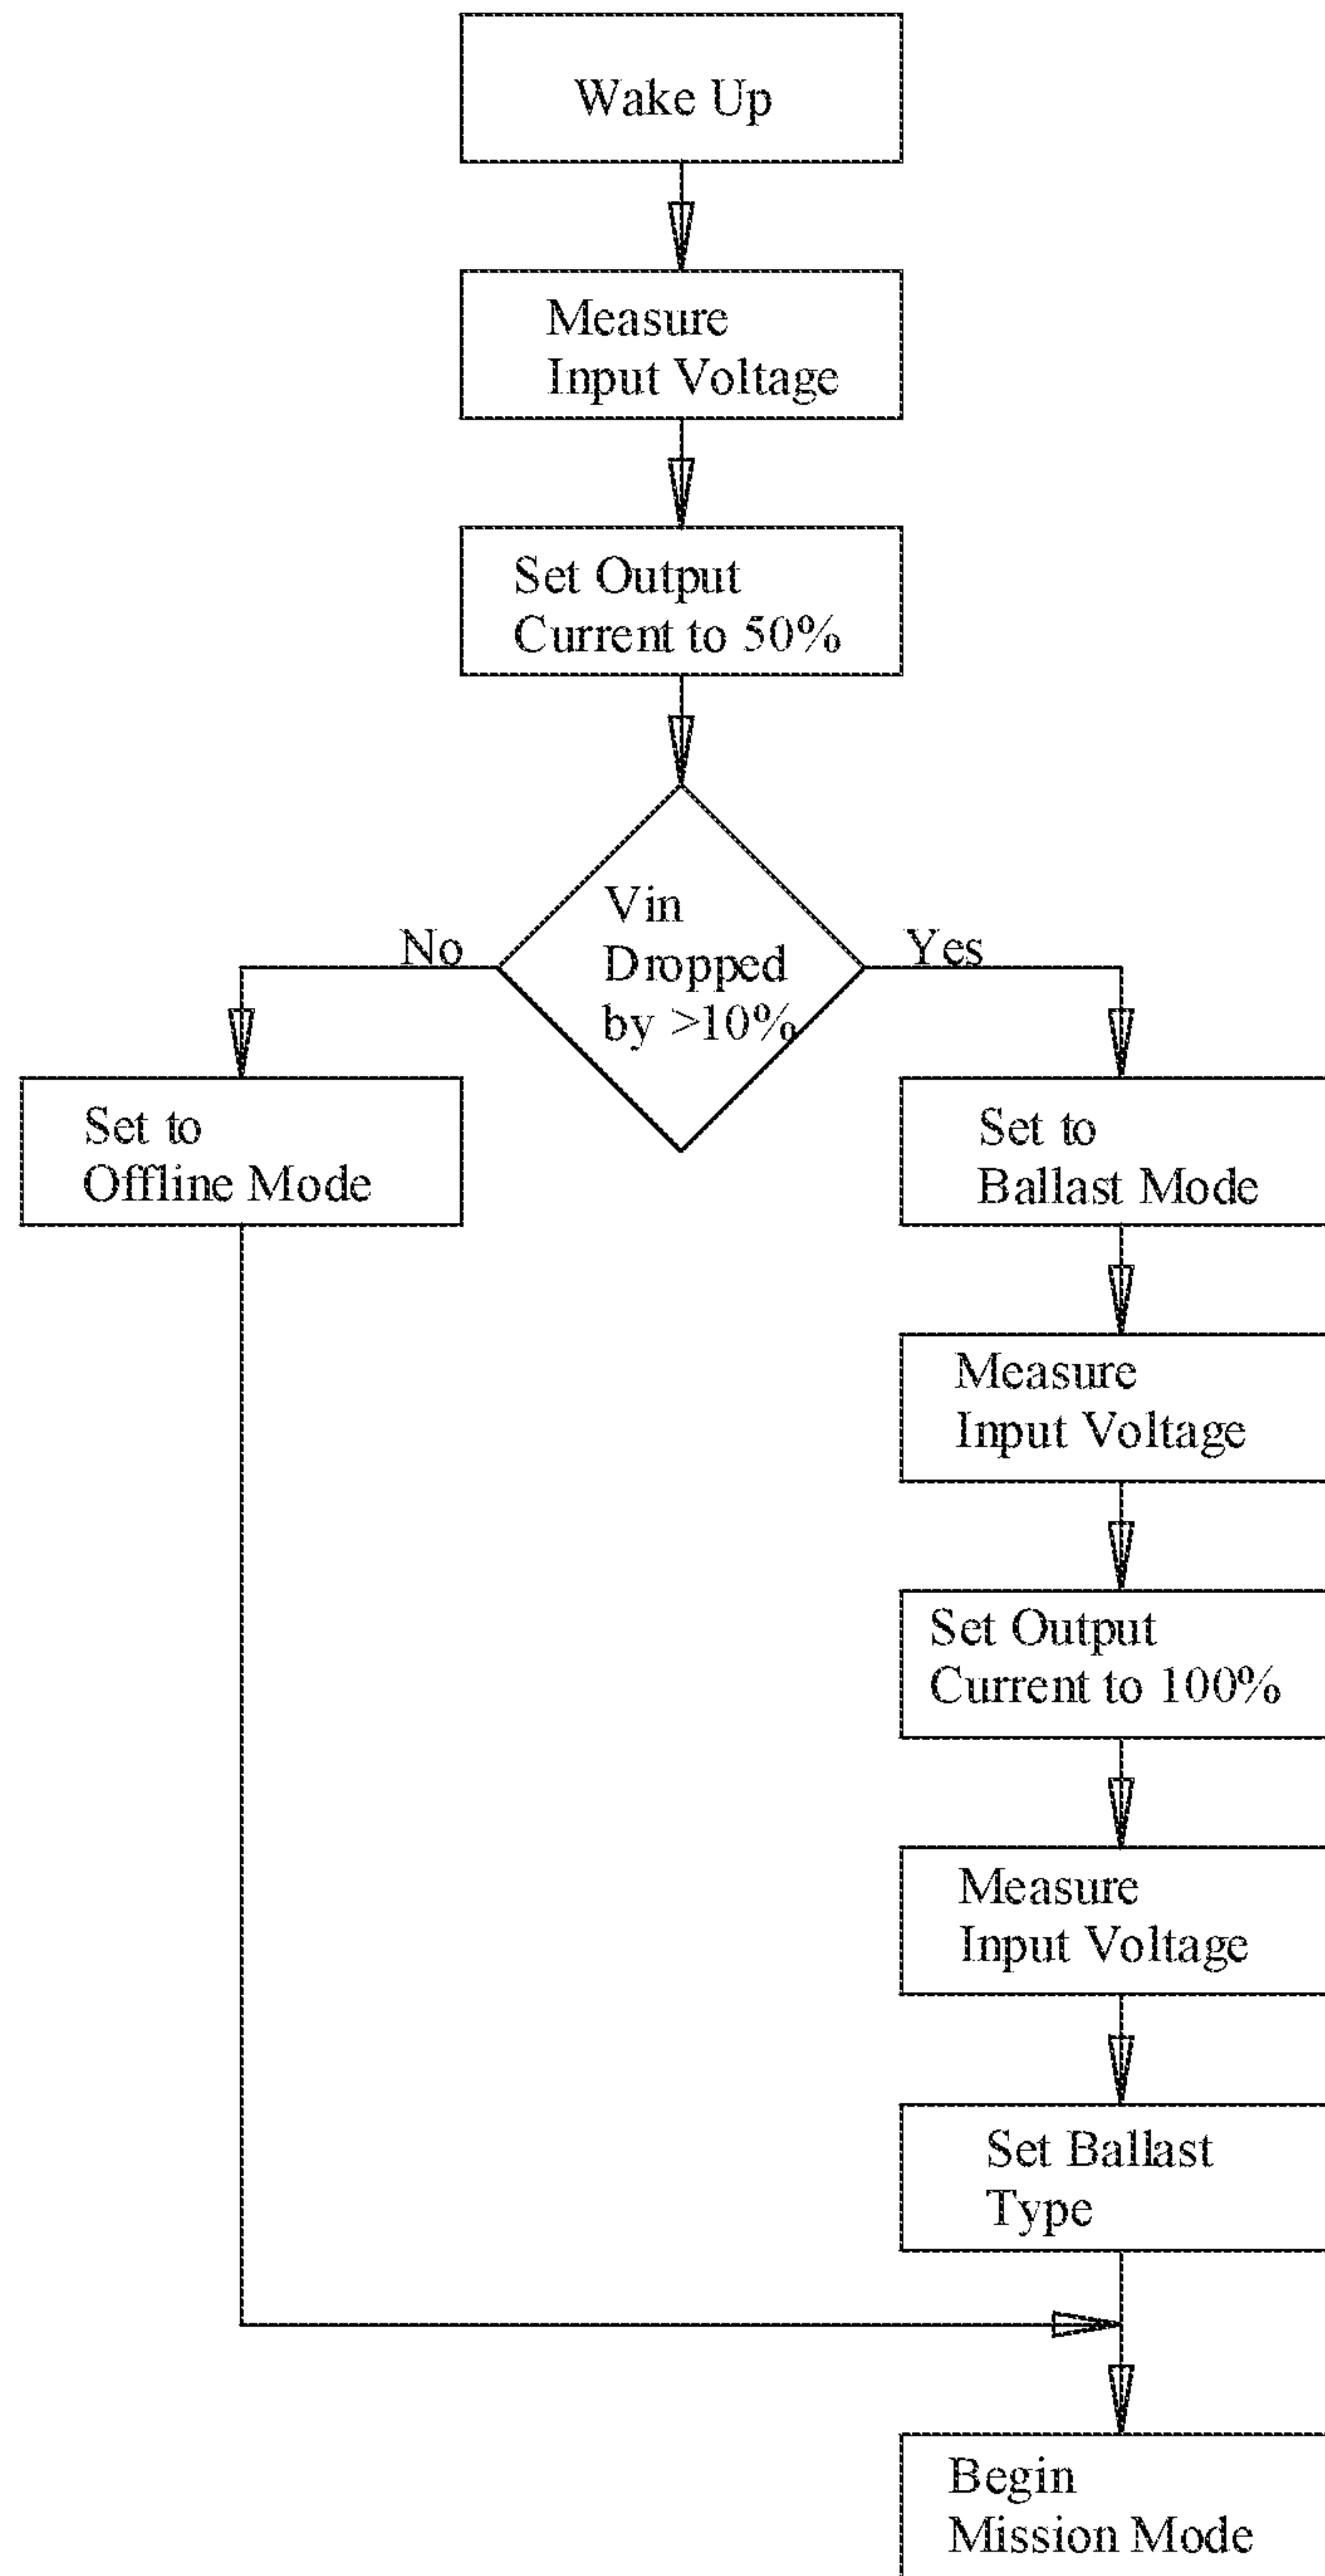 Wake Up
Measure
Input Voltage
Set Output
Current to 50%
Vin
Dropped
by >10%
No
Yes
Set to
Offline Mode
Set to
Ballast Mode
Measure
Input Voltage
Set Output
Current to 100%
Measure
Input Voltage
Set Ballast
Type
Begin
Mission Mode